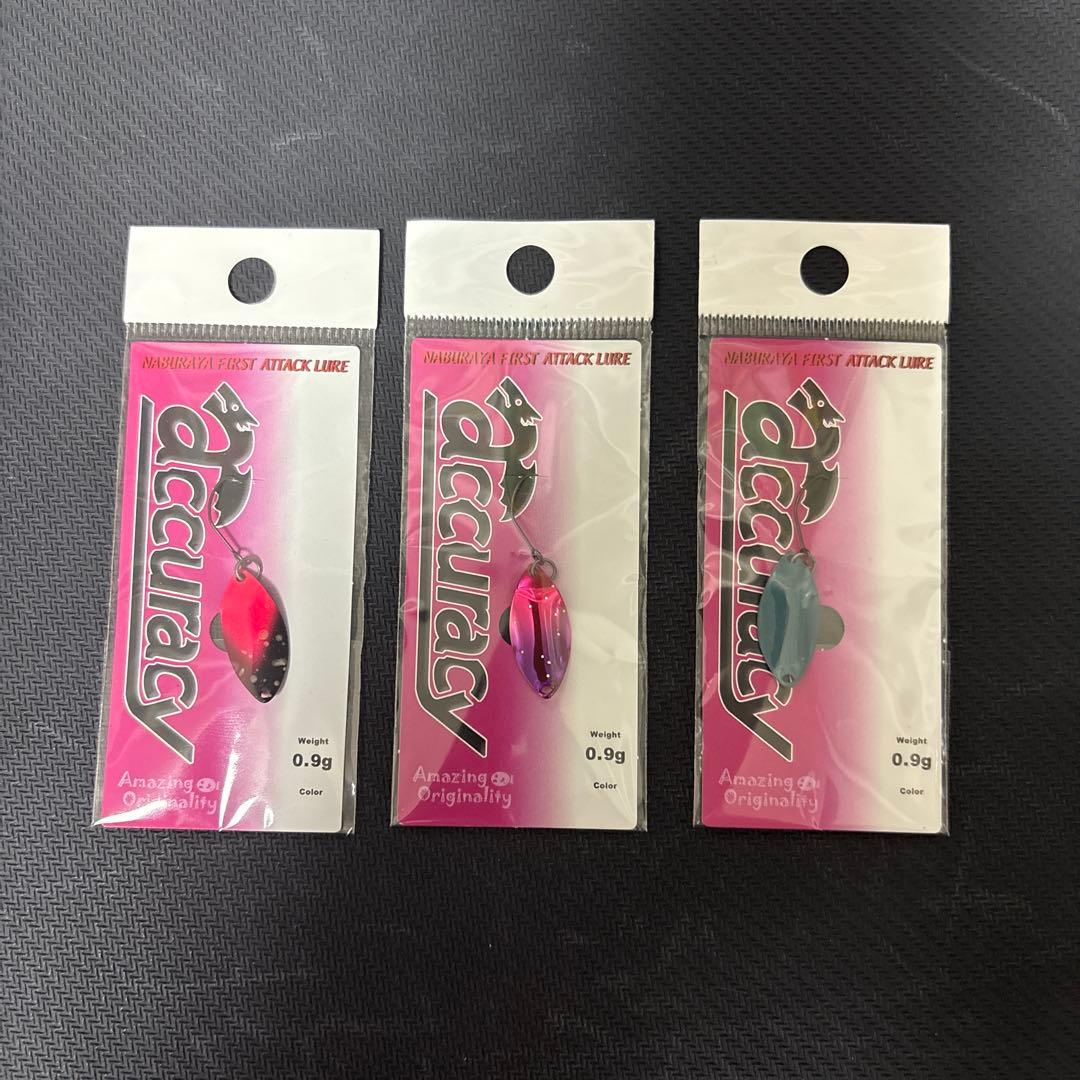 NABURAYA FIRST ATTACK LURE
accuracy
Weight
0.9g
Color
Amazing
Originality
NABURAYA FIRST ATTACK LURE
accuracy
Weight
0.9g
Color
Amazing
Originality
NABURAYA FIRST ATTACK LURE
accuracy
Weight
0.9g
Color
Amazing
Originality